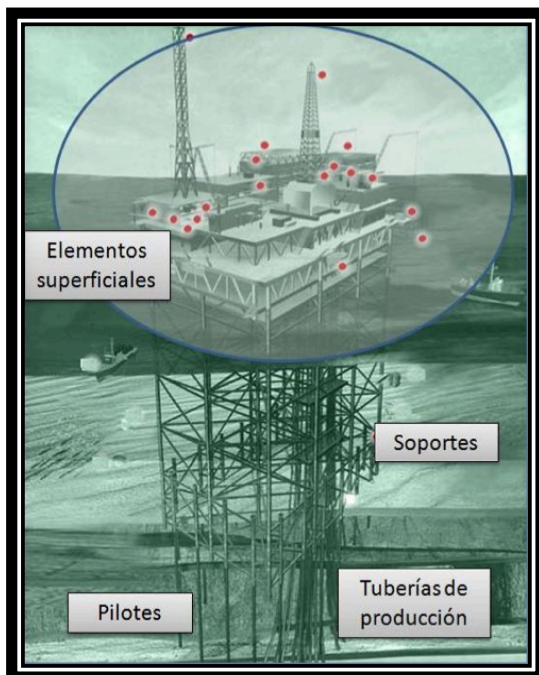 Elementos
superficiales
Soportes
Tuberías de
producción
Pilotes